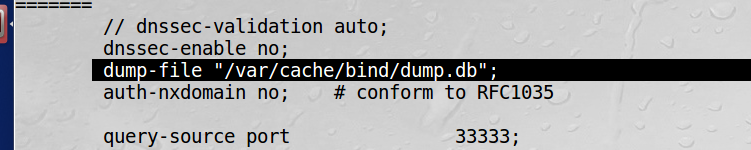 =======
// dnssec-validation auto;
dnssec-enable no;
dump-file "/var/cache/bind/dump.db";
auth-nxdomain no;    # conform to RFC1035
query-source port               33333;